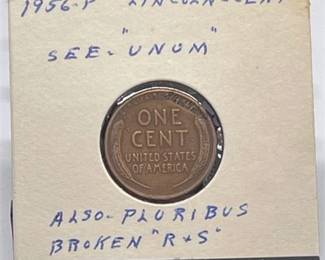 1956-P LINCOLN-CENT
SEE- "UNUM"
ONE
CENT
UNITED STATES
OF AMERICA
ALSO-PLURIBUS
BROKEN "R+S"